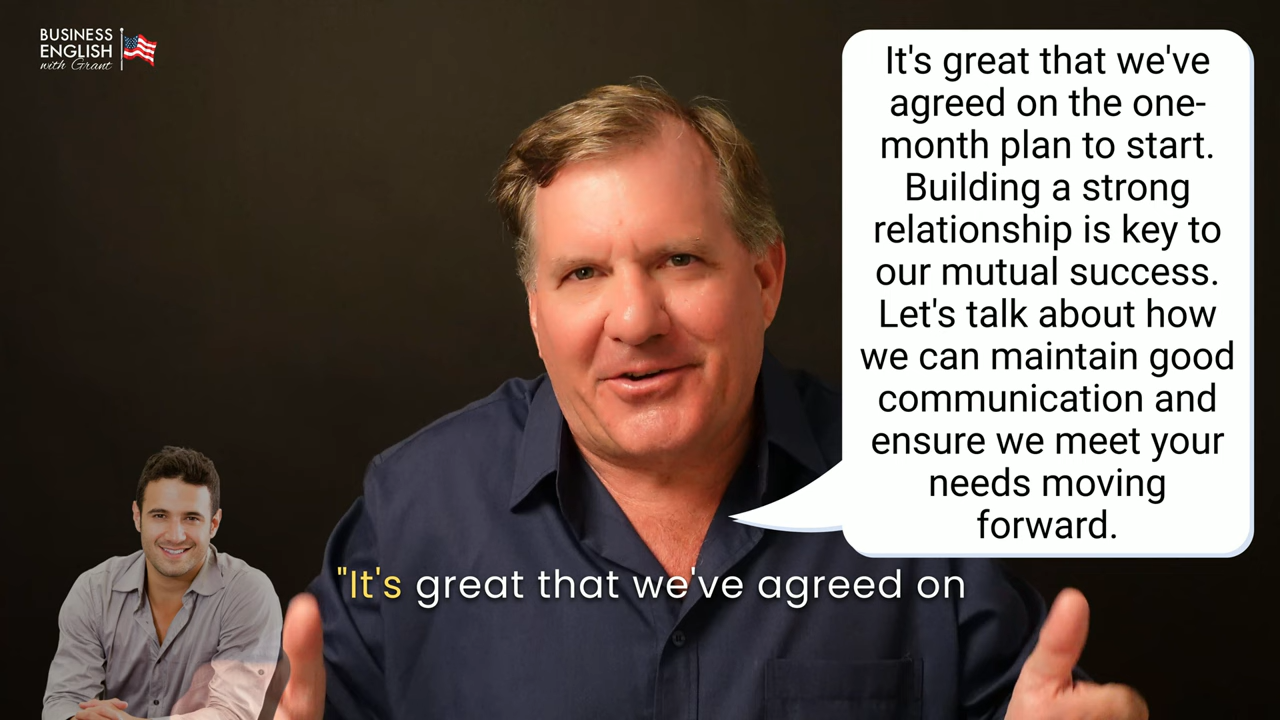 BUSINESS
ENGLISH
with Grant
It's great that we've
agreed on the one-
month plan to start.
Building a strong
relationship is key to
our mutual success.
Let's talk about how
we can maintain good
communication and
ensure we meet your
needs moving
forward.
"It's great that we've agreed on